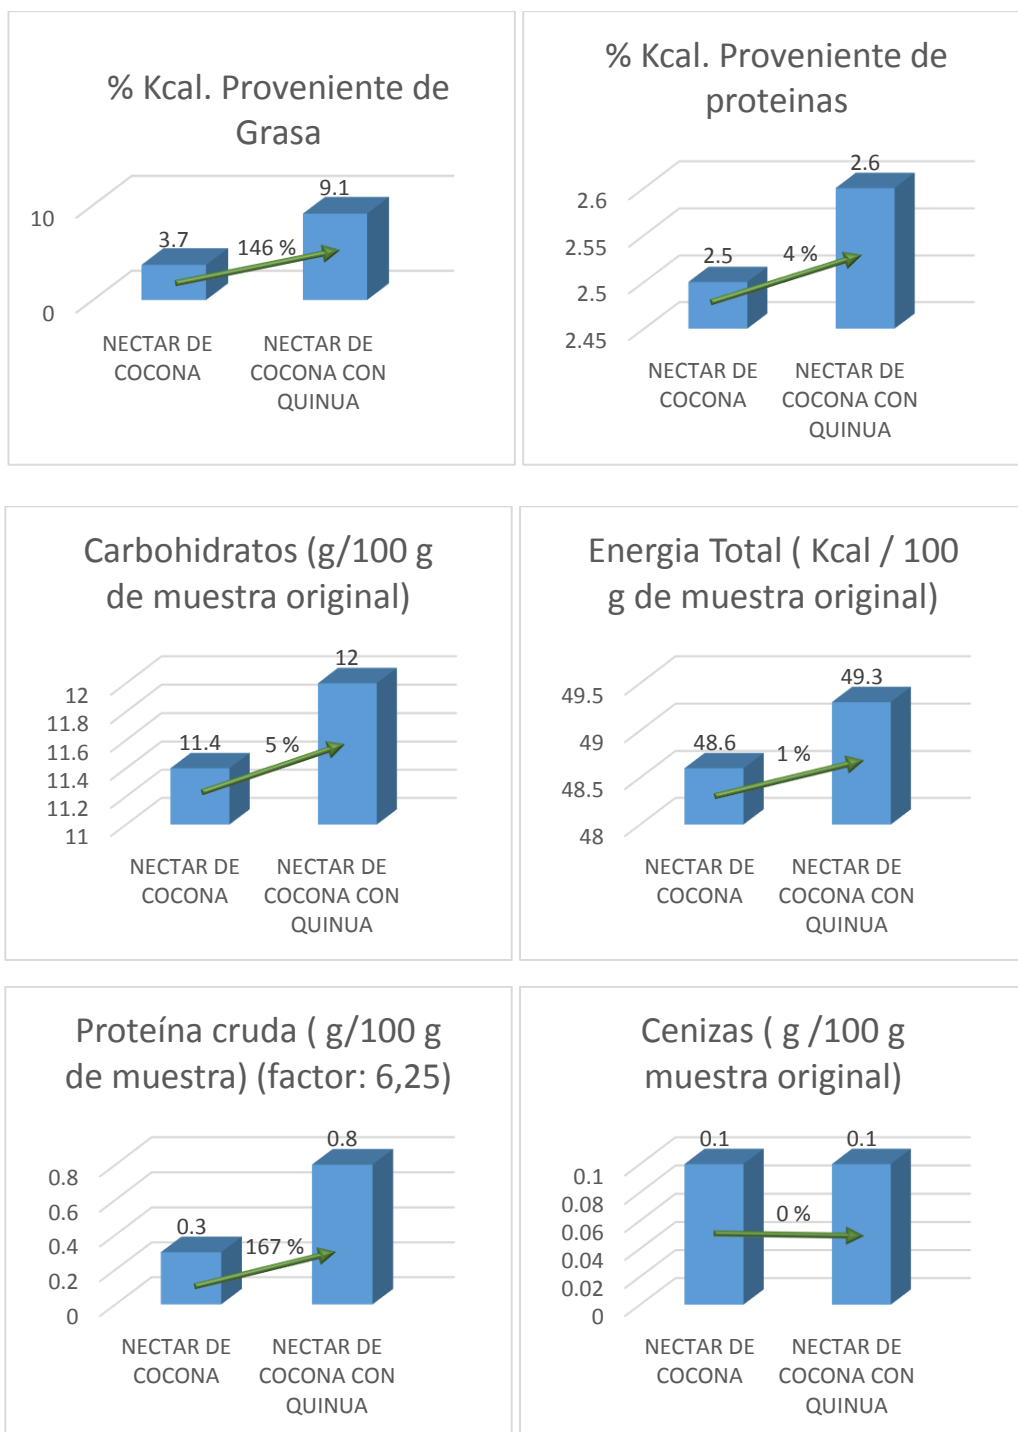 % Kcal. Proveniente de
Grasa
10
0
3.7
146 %
9.1
NECTAR DE
COCONA
NECTAR DE
COCONA CON
QUINUA
% Kcal. Proveniente de
proteinas
2.6
2.55
2.5
2.45
2.5
4 %
2.6
NECTAR DE
COCONA
NECTAR DE
COCONA CON
QUINUA
Carbohidratos (g/100 g
de muestra original)
12
11.8
11.6
11.4
11.2
11
11.4
5 %
12
NECTAR DE
COCONA
NECTAR DE
COCONA CON
QUINUA
Energia Total ( Kcal / 100
g de muestra original)
49.5
49
48.5
48
48.6
1 %
49.3
NECTAR DE
COCONA
NECTAR DE
COCONA CON
QUINUA
Proteína cruda ( g/100 g
de muestra) (factor: 6,25)
0.8
0.6
0.4
0.2
0
0.3
167 %
0.8
NECTAR DE
COCONA
NECTAR DE
COCONA CON
QUINUA
Cenizas ( g /100 g
muestra original)
0.1
0.08
0.06
0.04
0.02
0
0.1
0 %
0.1
NECTAR DE
COCONA
NECTAR DE
COCONA CON
QUINUA